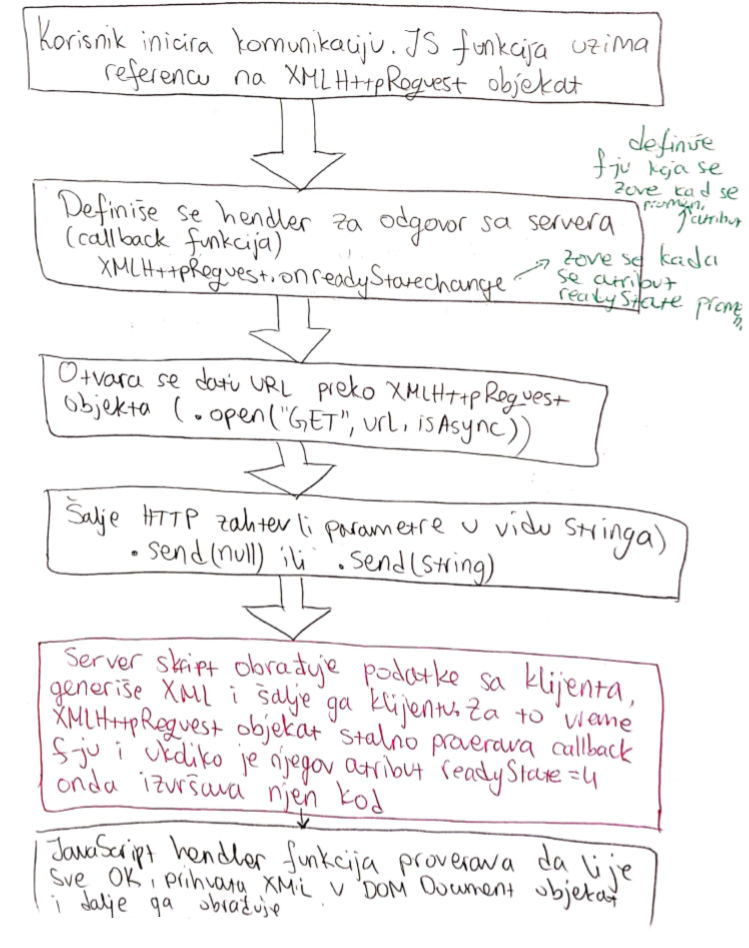 Korisnik inicira komunikaciju. JS funkcija uzima
referencu na XMLHttpRequest objekat
definiše
f-ju koja se
zove kad se
promeni
atribut
Definiše se hendler za odgovor sa servera
(callback funkcija)
XMLHttpRequest.onreadyStatechange
zove se kada
se atribut
readyState prome
ni
Otvara se dati URL preko XMLHttpRequest
objekta (.open("GET", url, isAsync))
Šalje HTTP zahtev (i parametre u vidu stringa)
.send(null) ili .send(string)
Server skript obrađuje podatke sa klijenta,
generiše XML i šalje ga klijentu. Za to vreme
XMLHttpRequest objekat stalno proverava callback
f-ju i ukoliko je njegov atribut readyState=4
onda izvršava njen kod
JavaScript hendler funkcija proverava da li je
sve OK, prihvata XML u DOM Document objekat
i dalje ga obrađuje